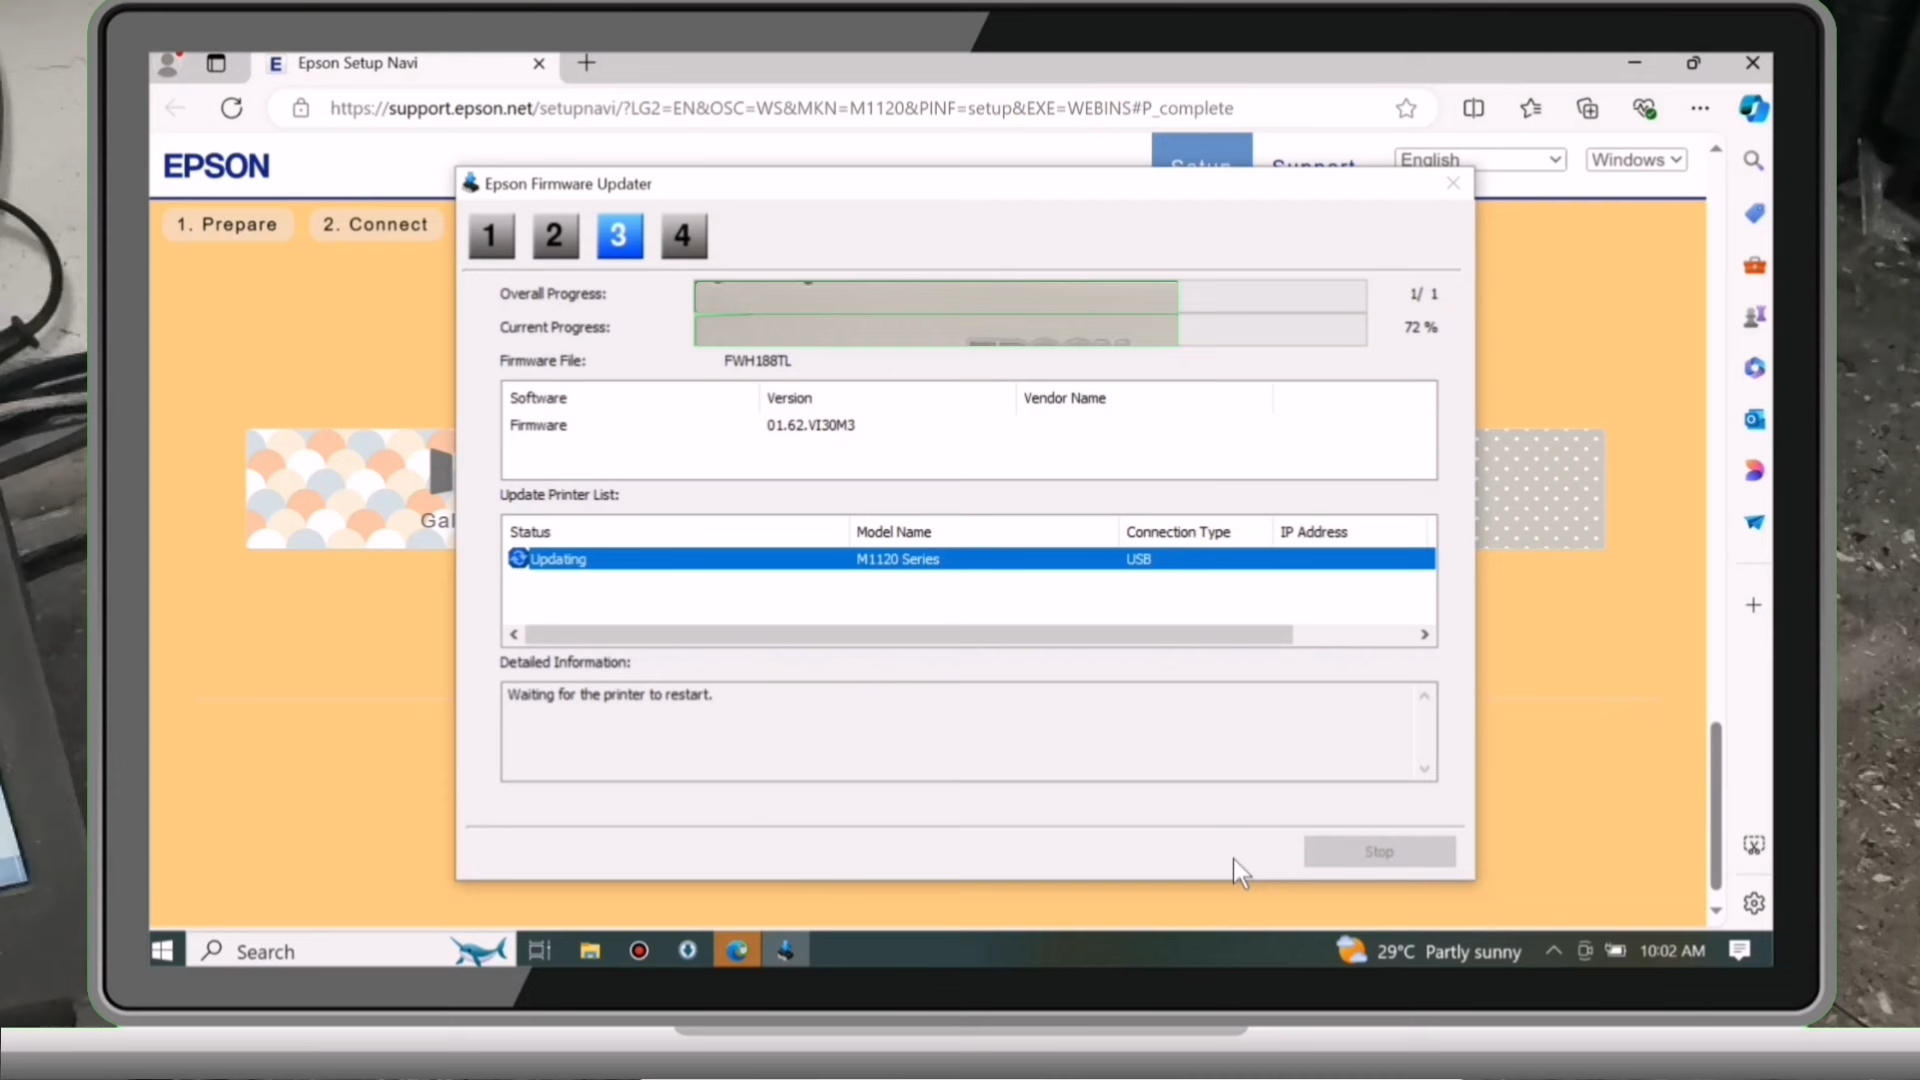 E Epson Setup Navi
https://support.epson.net/setupnavi/?LG2=EN&OSC=WS&MKN=M1120&PINF=setup&EXE=WEBINS#P_complete
EPSON
Setup
Support
English
Windows
1. Prepare
2. Connect
Epson Firmware Updater
1 2 3 4
Overall Progress: 1/ 1
Current Progress: 72 %
Firmware File: FWH188TL
Software Version Vendor Name
Firmware 01.62.VI30M3
Update Printer List:
Status Model Name Connection Type IP Address
Updating M1120 Series USB
Detailed Information:
Waiting for the printer to restart.
Stop
Gal
Search
29°C Partly sunny
10:02 AM